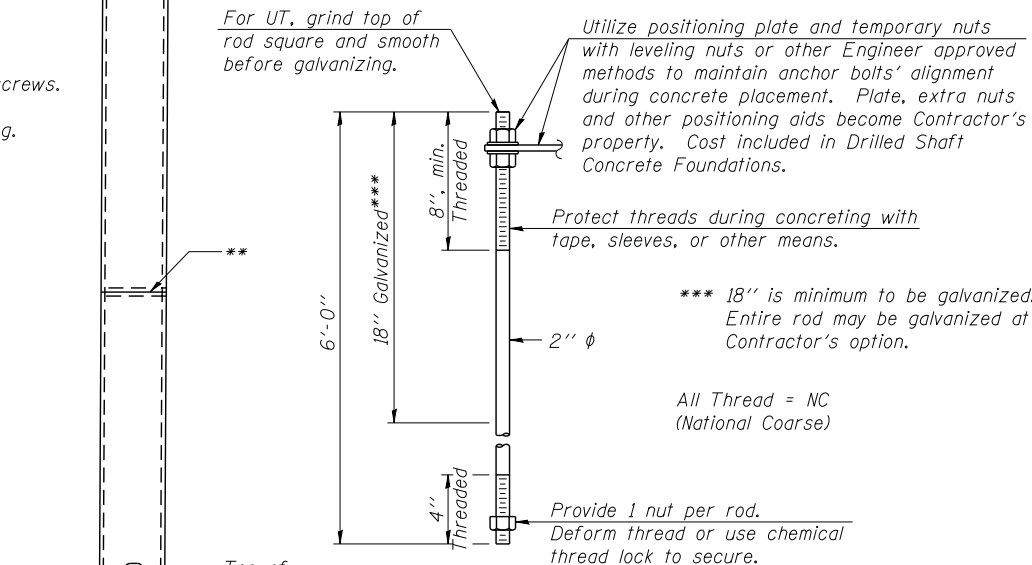 For UT, grind top of
rod square and smooth
before galvanizing.
Utilize positioning plate and temporary nuts
with leveling nuts or other Engineer approved
methods to maintain anchor bolts' alignment
during concrete placement. Plate, extra nuts
and other positioning aids become Contractor's
property. Cost included in Drilled Shaft
Concrete Foundations.
8'', min.
Threaded
18'' Galvanized***
6'-0''
Protect threads during concreting with
tape, sleeves, or other means.
**
*** 18'' is minimum to be galvanized.
Entire rod may be galvanized at
Contractor's option.
2'' φ
All Thread = NC
(National Coarse)
4''
Threaded
Provide 1 nut per rod.
Deform thread or use chemical
thread lock to secure.